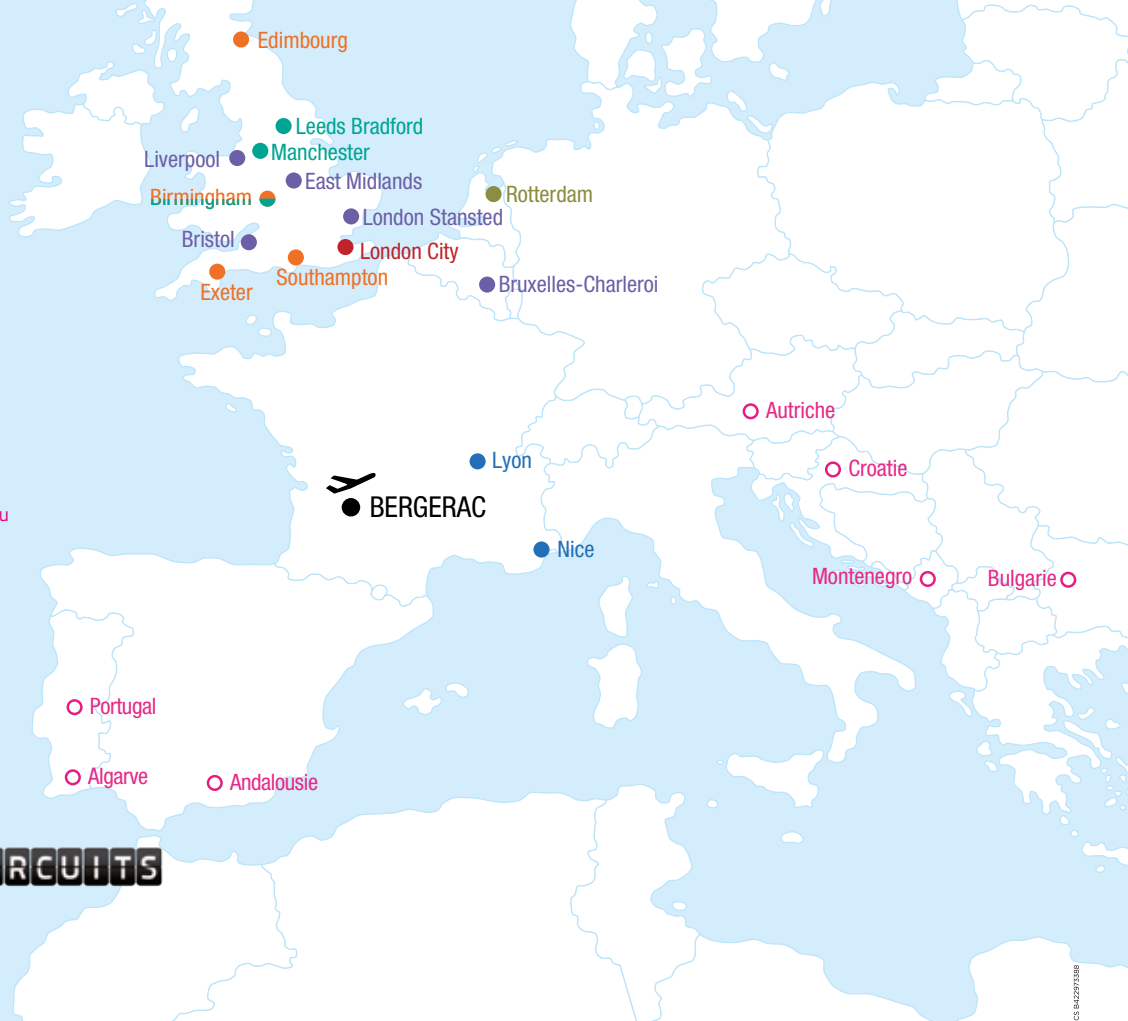 Edimbourg
Leeds Bradford
Manchester
Liverpool
East Midlands
Birmingham
Rotterdam
London Stansted
Bristol
London City
Southampton
Exeter
Bruxelles-Charleroi
Autriche
Lyon
Croatie
BERGERAC
u
Nice
Montenegro
Bulgarie
Portugal
Algarve
Andalousie
RCUITS
CS B422973388